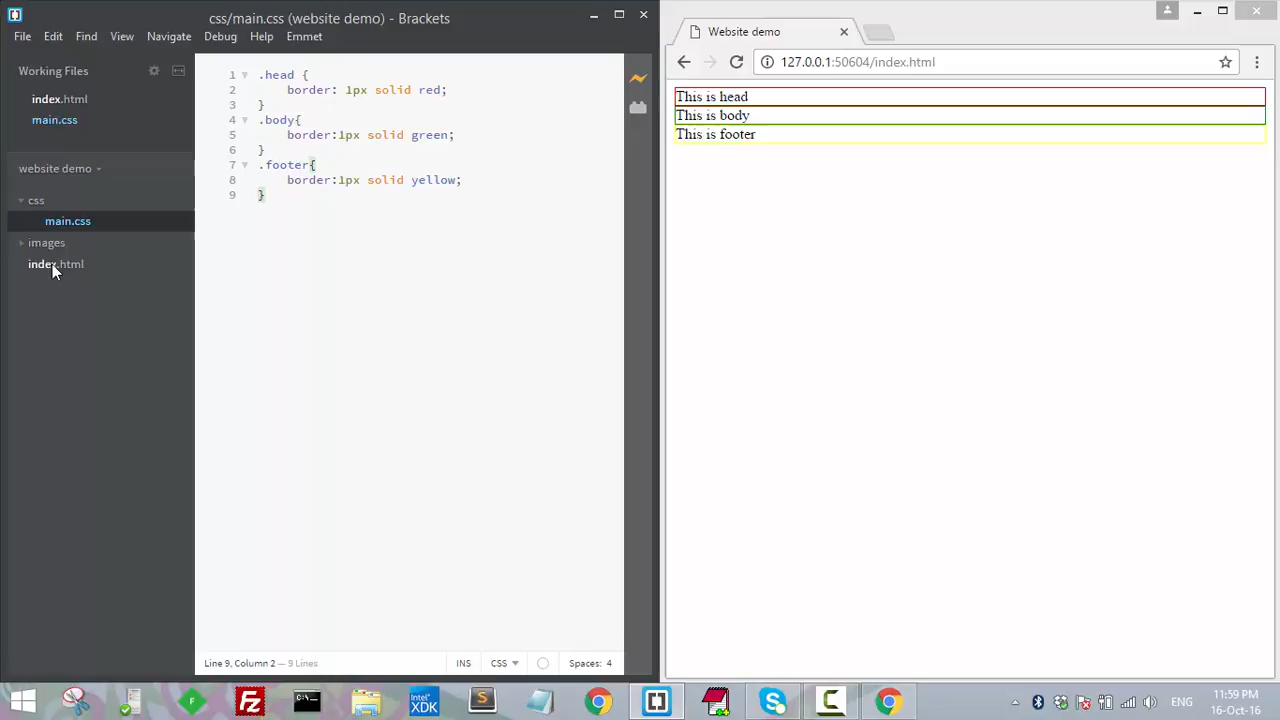 css/main.css (website demo) - Brackets
File Edit Find View Navigate Debug Help Emmet
Working Files
index.html
main.css
website demo
css
main.css
images
index.html
1 .head {
2 border: 1px solid red;
3 }
4 .body{
5 border:1px solid green;
6 }
7 .footer{
8 border:1px solid yellow;
9 }
Line 9, Column 2 — 9 Lines
INS
CSS
Spaces: 4
Website demo
127.0.0.1:50604/index.html
This is head
This is body
This is footer
Intel XDK
ENG
11:59 PM
16-Oct-16